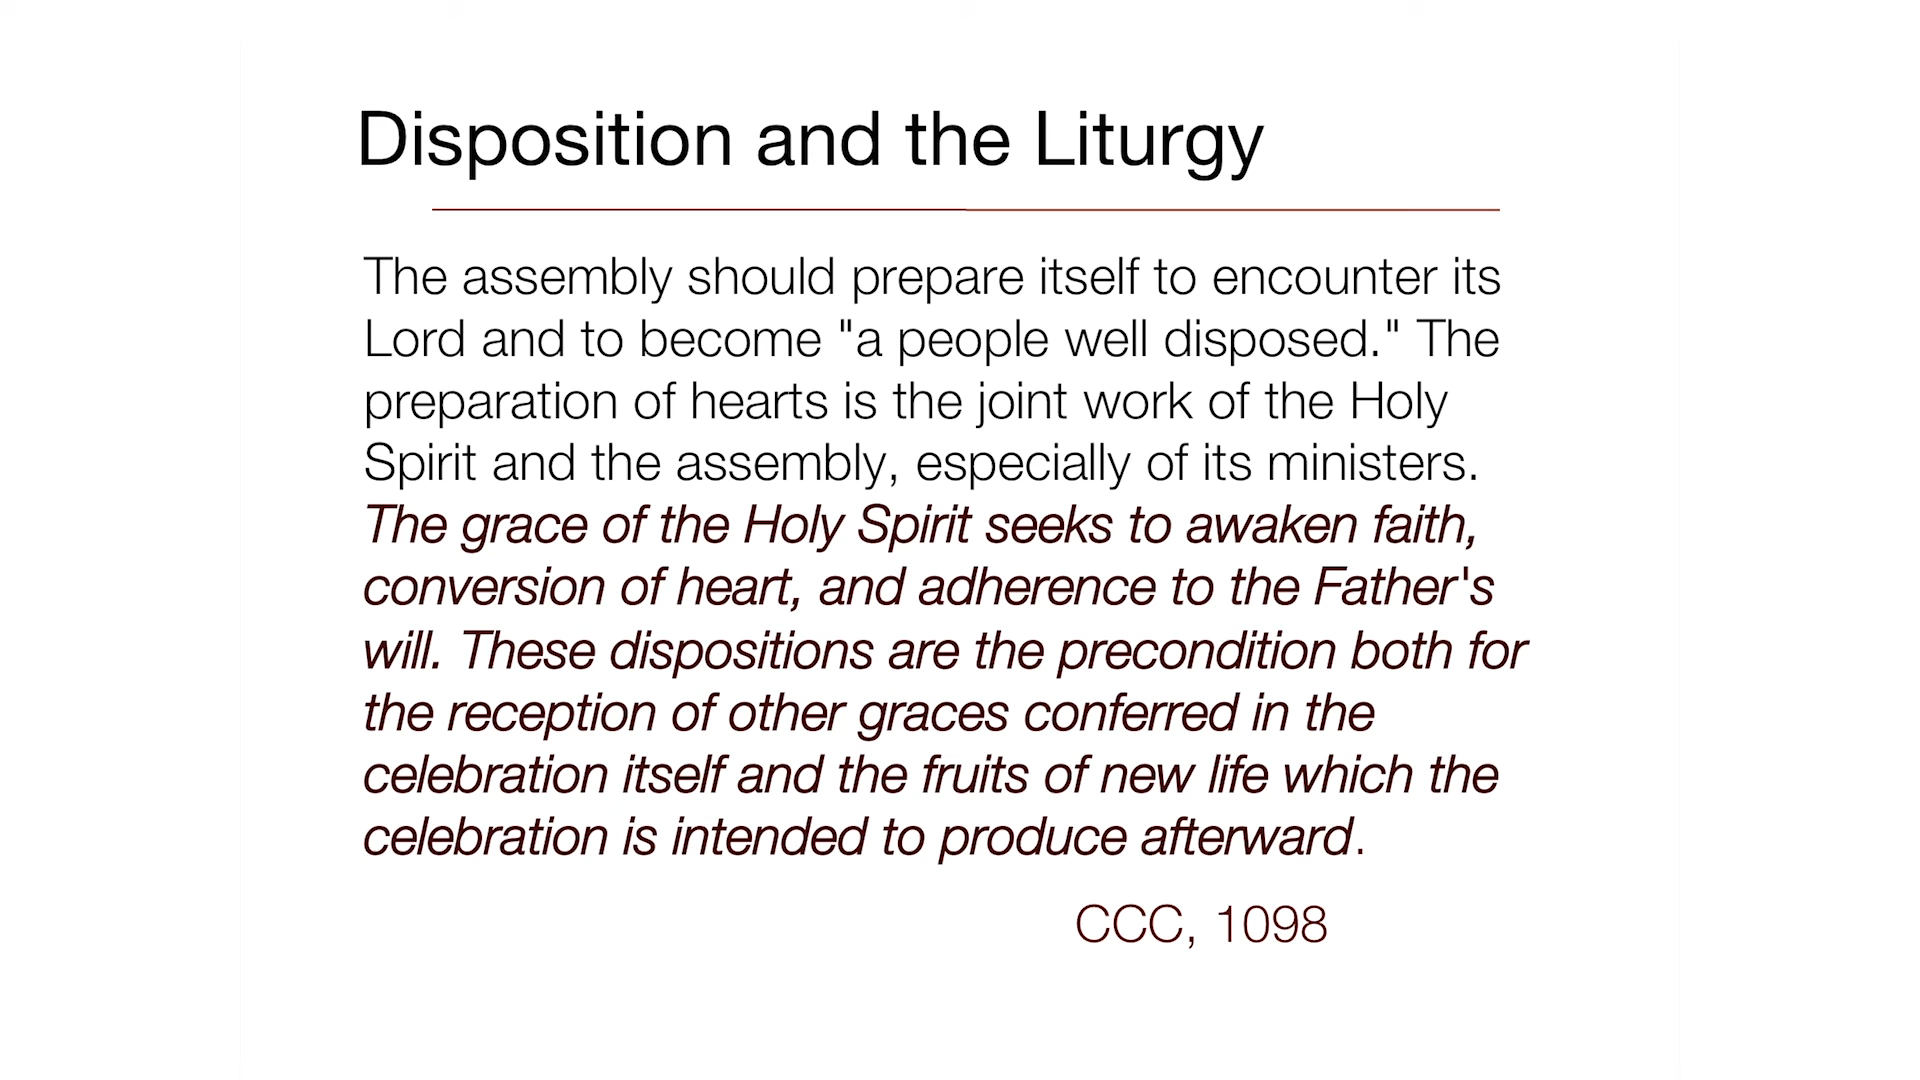 Disposition and the Liturgy
The assembly should prepare itself to encounter its
Lord and to become "a people well disposed." The
preparation of hearts is the joint work of the Holy
Spirit and the assembly, especially of its ministers.
The grace of the Holy Spirit seeks to awaken faith,
conversion of heart, and adherence to the Father's
will. These dispositions are the precondition both for
the reception of other graces conferred in the
celebration itself and the fruits of new life which the
celebration is intended to produce afterward.
CCC, 1098